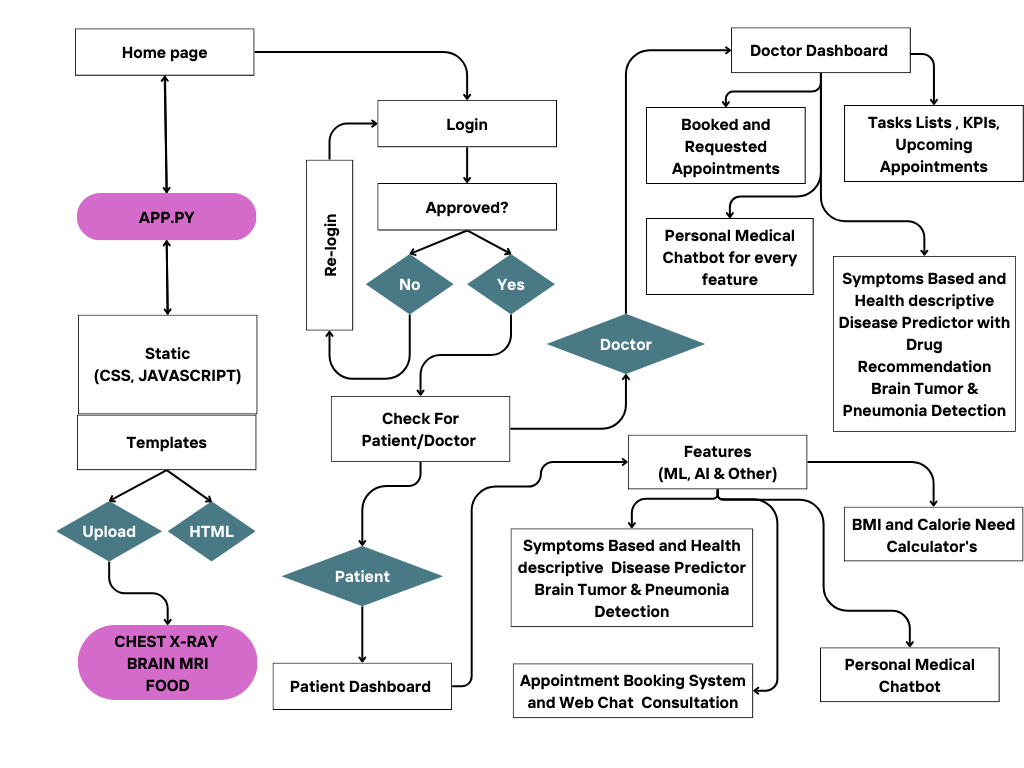 Home page
APP.PY
Static
(CSS, JAVASCRIPT)
Templates
Upload
HTML
CHEST X-RAY
BRAIN MRI
FOOD
Login
Re-login
Approved?
No
Yes
Check For
Patient/Doctor
Patient
Patient Dashboard
Doctor
Doctor Dashboard
Booked and
Requested
Appointments
Tasks Lists , KPIs,
Upcoming
Appointments
Personal Medical
Chatbot for every
feature
Symptoms Based and
Health descriptive
Disease Predictor with
Drug
Recommendation
Brain Tumor &
Pneumonia Detection
Features
(ML, AI & Other)
BMI and Calorie Need
Calculator's
Symptoms Based and Health
descriptive  Disease Predictor
Brain Tumor & Pneumonia
Detection
Appointment Booking System
and Web Chat  Consultation
Personal Medical
Chatbot